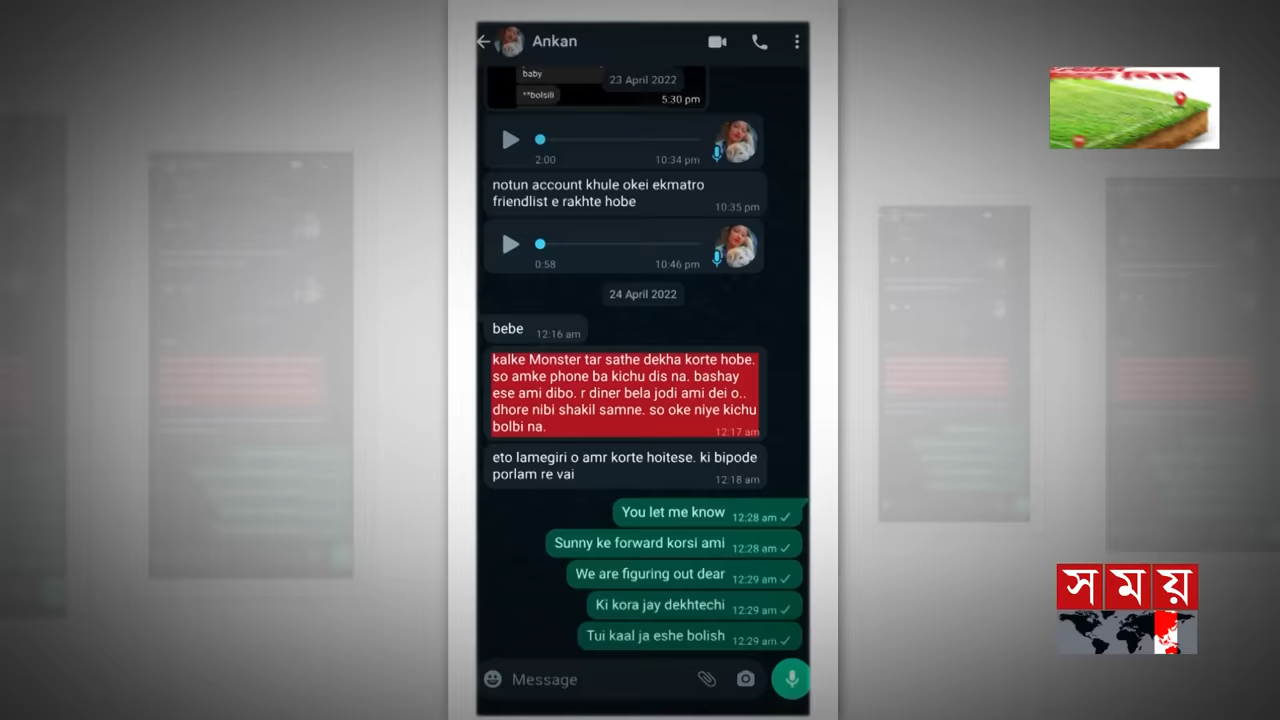 Ankan
baby
23 April 2022
**bolsili
5:30 pm
2:00
10:34 pm
notun account khule okei ekmatro
friendlist e rakhte hobe
10:35 pm
0:58
10:46 pm
24 April 2022
bebe
12:16 am
kalke Monster tar sathe dekha korte hobe.
so amke phone ba kichu dis na. bashay
ese ami dibo. r diner bela jodi ami dei o..
dhore nibi shakil samne. so oke niye kichu
bolbi na.
12:17 am
eto lamegiri o amr korte hoitese. ki bipode
porlam re vai
12:18 am
You let me know 12:28 am
Sunny ke forward korsi ami 12:28 am
We are figuring out dear 12:29 am
Ki kora jay dekhtechi 12:29 am
Tui kaal ja eshe bolish 12:29 am
Message
সময়